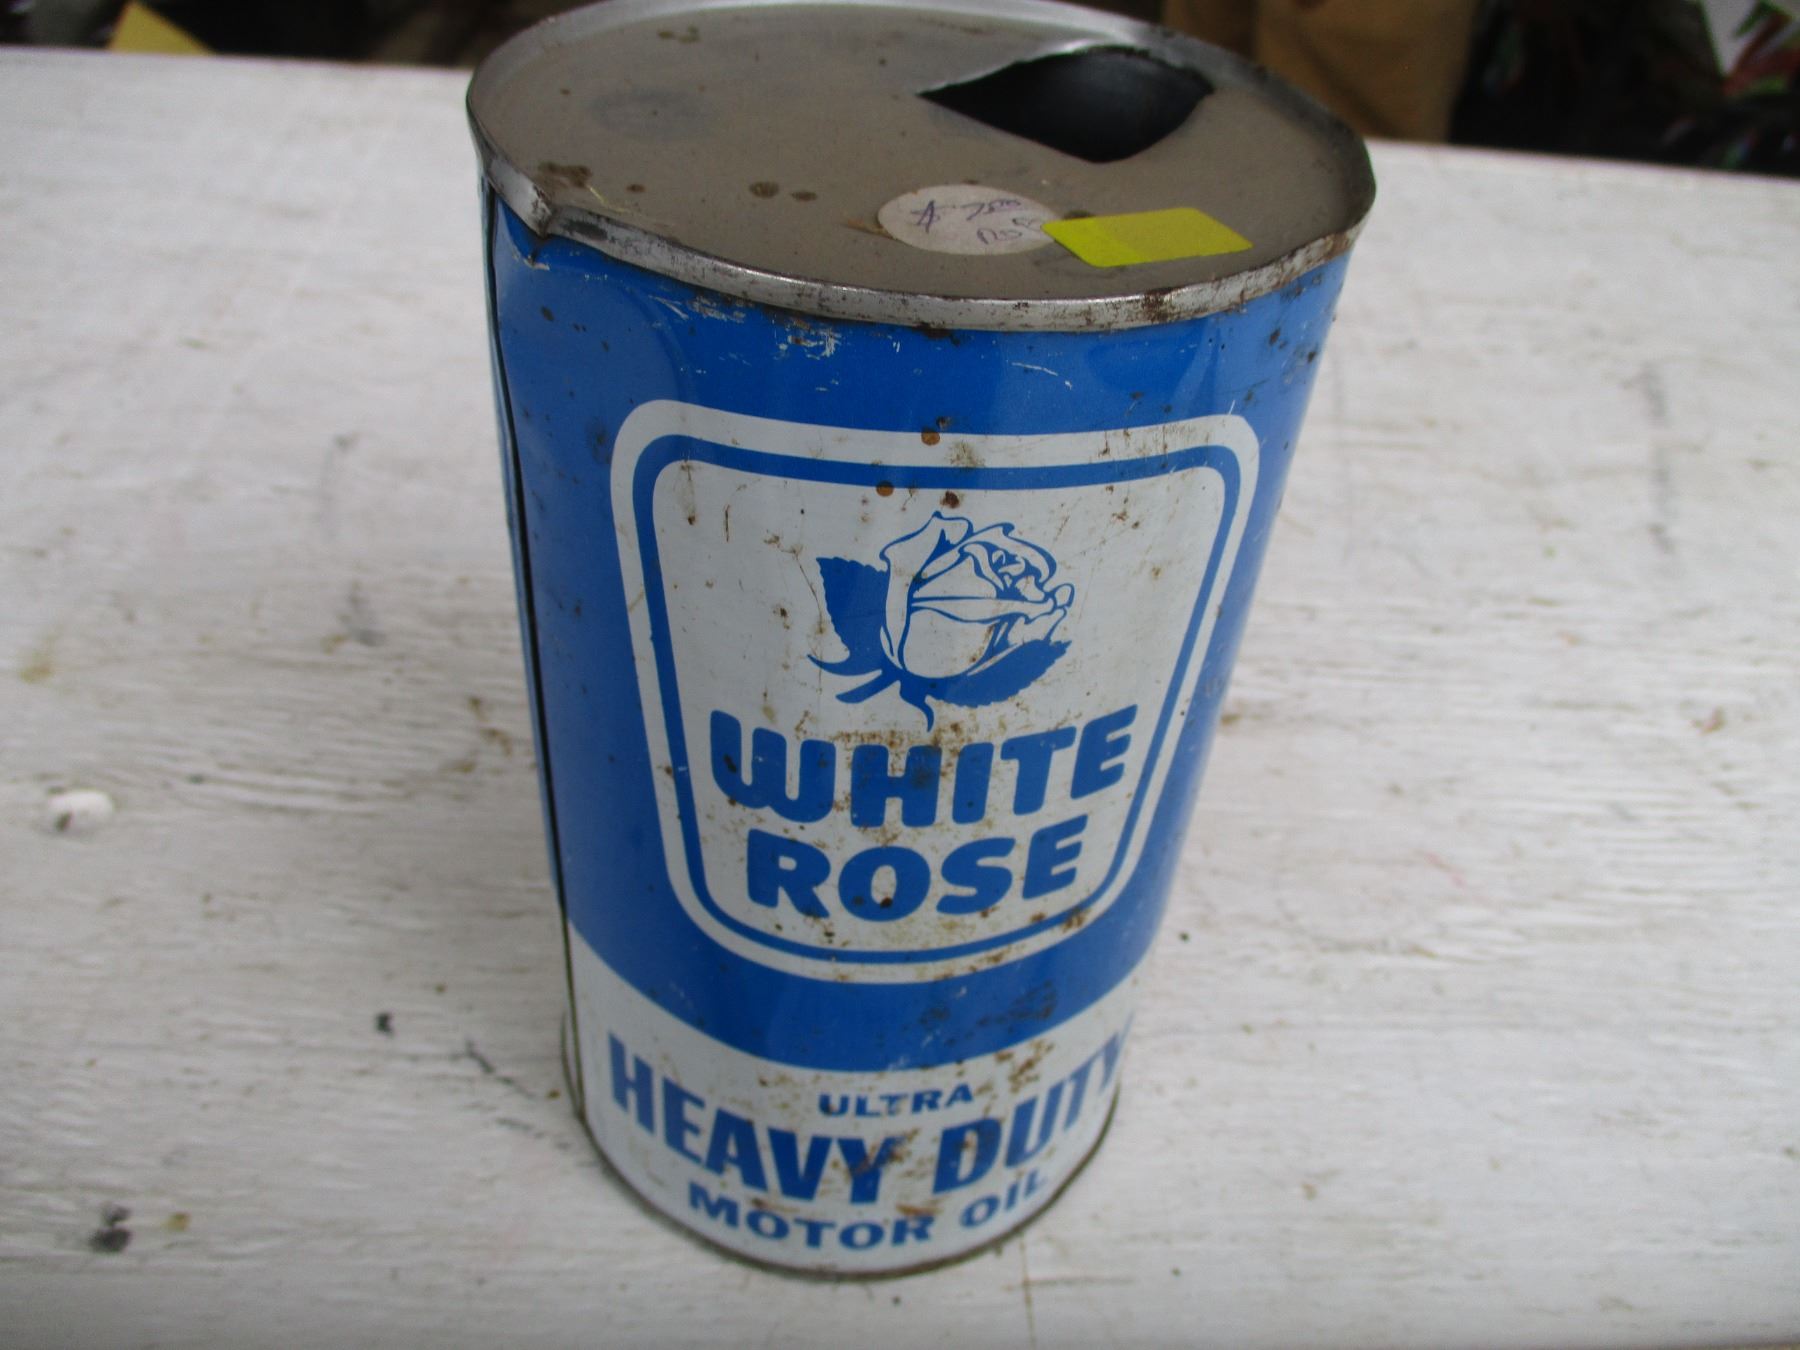 WHITE
ROSE
ULTRA
HEAVY DUTY
MOTOR OIL